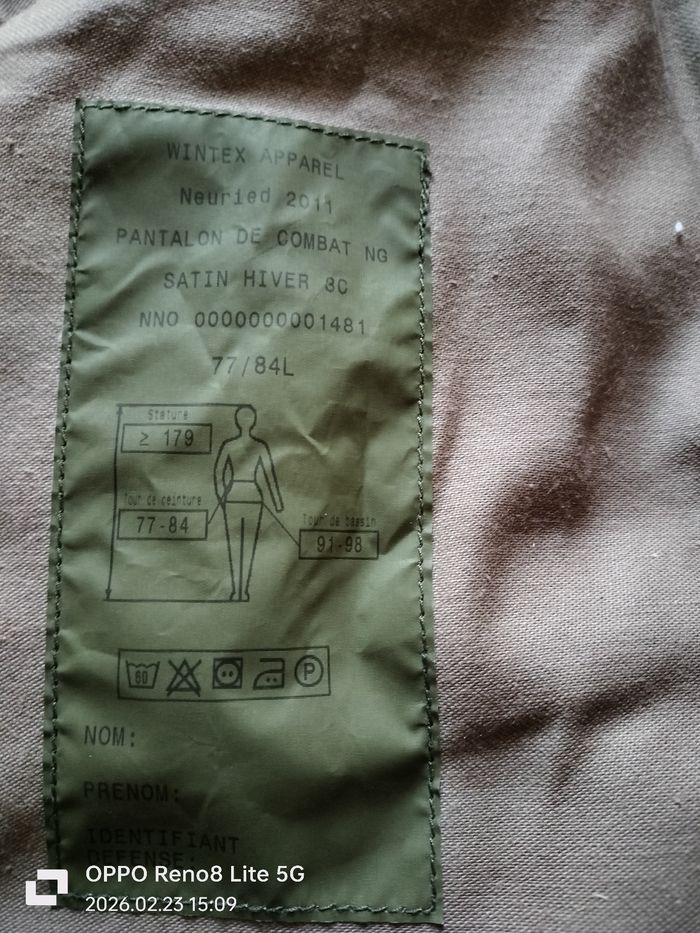 WINTEX APPAREL
Neuried 2011
PANTALON DE COMBAT NG
SATIN HIVER 3C
NNO 0000000001481
77/84L
Stature
≥ 179
Tour de ceinture
77-84
Tour de bassin
91-98
60
P
NOM:
PRENOM:
IDENTIFIANT
DEFENSE:
OPPO Reno8 Lite 5G
2026.02.23 15:09